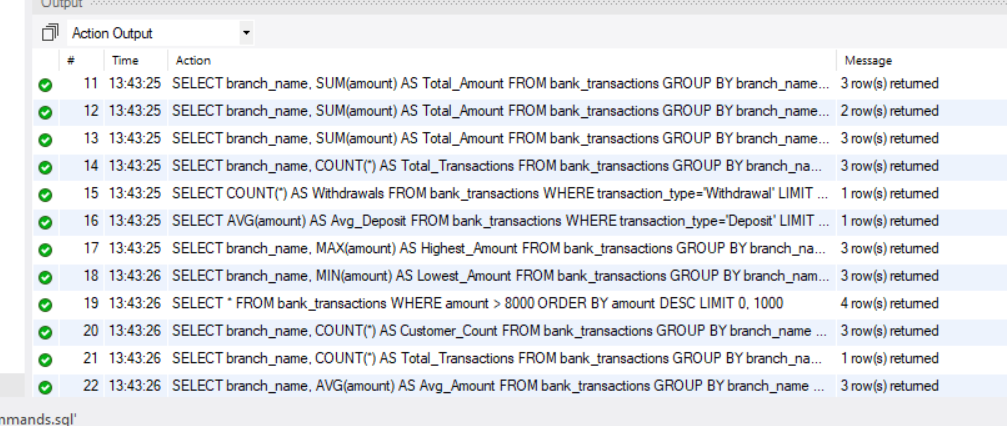 Output
Action Output
# Time Action Message
11 13:43:25 SELECT branch_name, SUM(amount) AS Total_Amount FROM bank_transactions GROUP BY branch_name... 3 row(s) returned
12 13:43:25 SELECT branch_name, SUM(amount) AS Total_Amount FROM bank_transactions GROUP BY branch_name... 2 row(s) returned
13 13:43:25 SELECT branch_name, SUM(amount) AS Total_Amount FROM bank_transactions GROUP BY branch_name... 3 row(s) returned
14 13:43:25 SELECT branch_name, COUNT(*) AS Total_Transactions FROM bank_transactions GROUP BY branch_na... 3 row(s) returned
15 13:43:25 SELECT COUNT(*) AS Withdrawals FROM bank_transactions WHERE transaction_type='Withdrawal' LIMIT ... 1 row(s) returned
16 13:43:25 SELECT AVG(amount) AS Avg_Deposit FROM bank_transactions WHERE transaction_type='Deposit' LIMIT ... 1 row(s) returned
17 13:43:25 SELECT branch_name, MAX(amount) AS Highest_Amount FROM bank_transactions GROUP BY branch_na... 3 row(s) returned
18 13:43:26 SELECT branch_name, MIN(amount) AS Lowest_Amount FROM bank_transactions GROUP BY branch_nam... 3 row(s) returned
19 13:43:26 SELECT * FROM bank_transactions WHERE amount > 8000 ORDER BY amount DESC LIMIT 0, 1000 4 row(s) returned
20 13:43:26 SELECT branch_name, COUNT(*) AS Customer_Count FROM bank_transactions GROUP BY branch_name ... 3 row(s) returned
21 13:43:26 SELECT branch_name, COUNT(*) AS Total_Transactions FROM bank_transactions GROUP BY branch_na... 1 row(s) returned
22 13:43:26 SELECT branch_name, AVG(amount) AS Avg_Amount FROM bank_transactions GROUP BY branch_name ... 3 row(s) returned
mmands.sql'